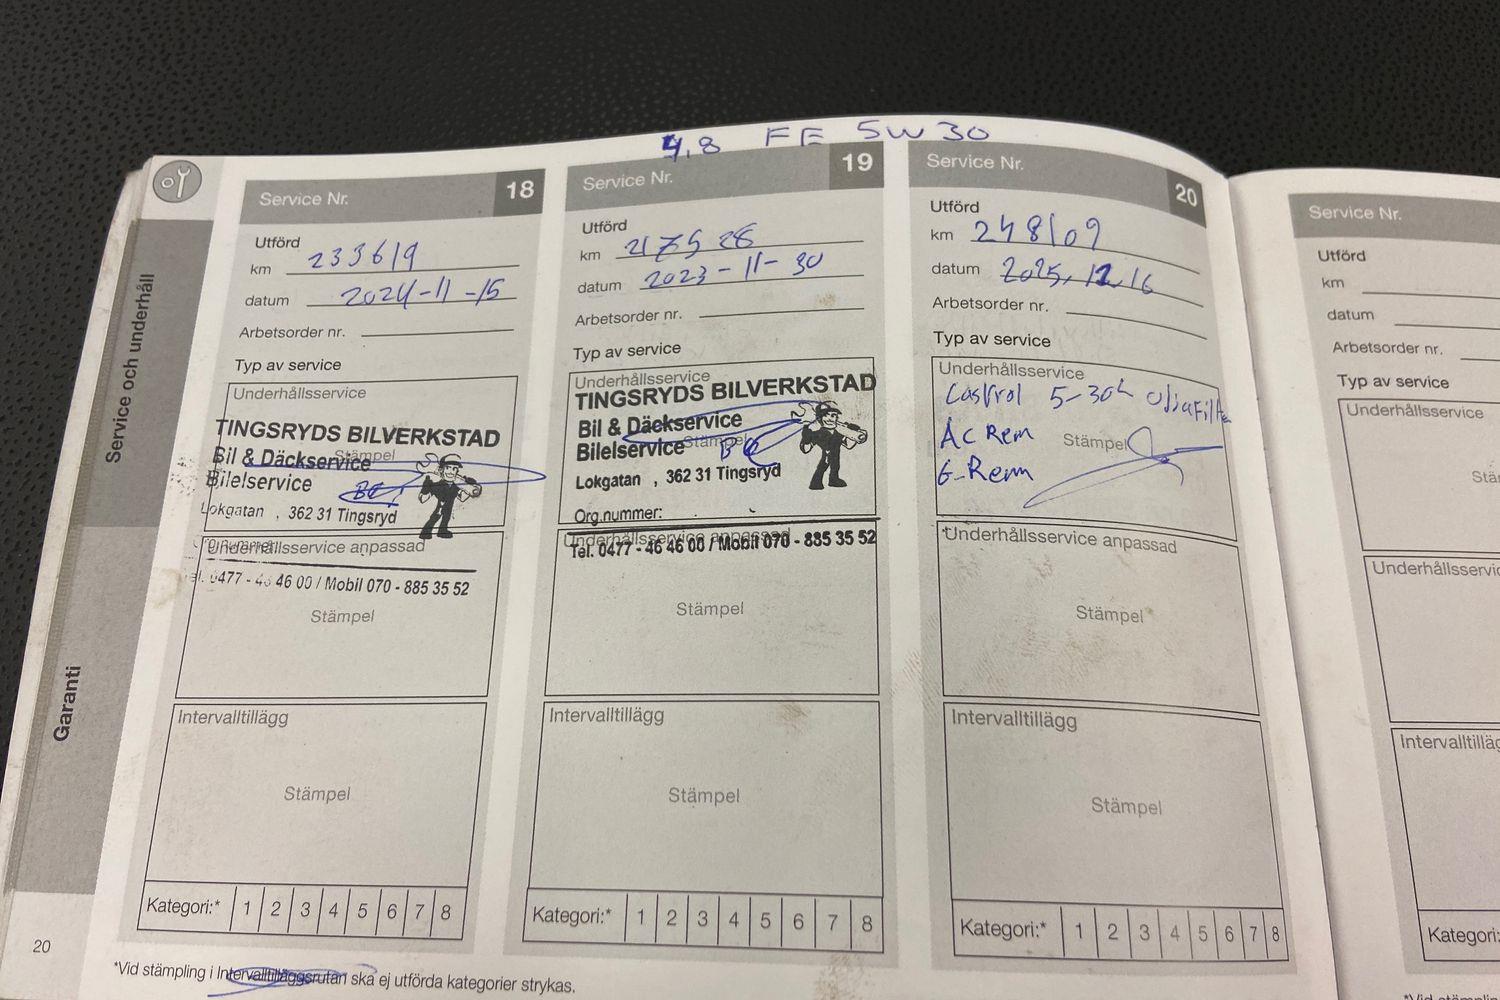 4,8 FE 5W30
Service Nr. 18
Utförd
km 233619
datum 2024-11-15
Arbetsorder nr.
Typ av service
Underhållsservice
TINGSRYDS BILVERKSTAD
Bil & Däckservice
Stämpel
Bilelservice
Lokgatan , 362 31 Tingsryd
Underhållsservice anpassad
Tel. 0477 - 46 46 00 / Mobil 070 - 885 35 52
Stämpel
Intervalltillägg
Stämpel
Kategori:* 1 2 3 4 5 6 7 8
Service Nr. 19
Utförd
km 217528
datum 2023-11-30
Arbetsorder nr.
Typ av service
Underhållsservice
TINGSRYDS BILVERKSTAD
Bil & Däckservice
Stämpel
Bilelservice
Lokgatan , 362 31 Tingsryd
Org.nummer:
Underhållsservice anpassad
Tel. 0477 - 46 46 00 / Mobil 070 - 885 35 52
Stämpel
Intervalltillägg
Stämpel
Kategori:* 1 2 3 4 5 6 7 8
Service Nr. 20
Utförd
km 248109
datum 2025.12.16
Arbetsorder nr.
Typ av service
Underhållsservice
Castrol 5-30L
AC Rem
Stämpel
G-Rem
*Underhållsservice anpassad
Stämpel
Intervalltillägg
Stämpel
Kategori:* 1 2 3 4 5 6 7 8
Service Nr.
Utförd
km
datum
Arbetsorder nr.
Typ av service
Underhållsservice
Kategori:
Service och underhåll
Garanti
20
*Vid stämpling i Intervalltilläggsrutan ska ej utförda kategorier strykas.